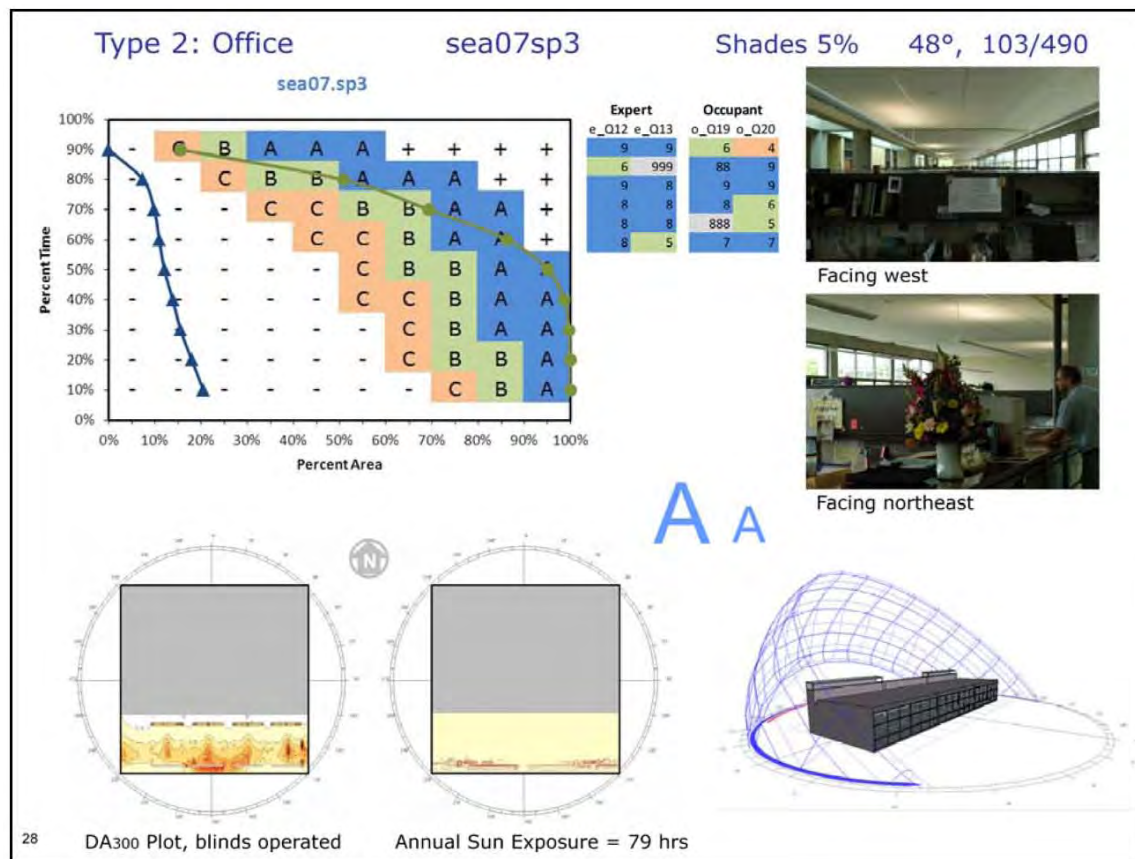 Type 2: Office sea07sp3 Shades 5% 48°, 103/490
sea07.sp3
Percent Time
100%
90% - C B A A A + + + +
80% - - C B B A A A + +
70% - - - C C B B A A +
60% - - - - C C B A A +
50% - - - - - C B B A A
40% - - - - - C C B A A
30% - - - - - - C B A A
20% - - - - - - C B B A
10% - - - - - - - C B A
0%
0% 10% 20% 30% 40% 50% 60% 70% 80% 90% 100%
Percent Area
Expert Occupant
e_Q12 e_Q13 o_Q19 o_Q20
9 9 6 4
6 999 88 9
9 8 9 9
8 8 8 6
8 8 888 5
8 5 7 7
Facing west
Facing northeast
A A
N
28 DA300 Plot, blinds operated Annual Sun Exposure = 79 hrs